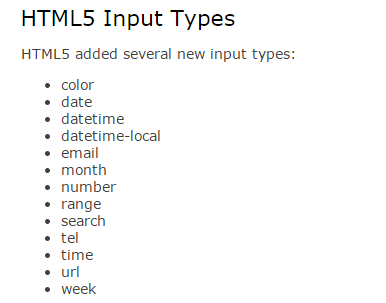 HTML5 Input Types
HTML5 added several new input types:
• color
• date
• datetime
• datetime-local
• email
• month
• number
• range
• search
• tel
• time
• url
• week